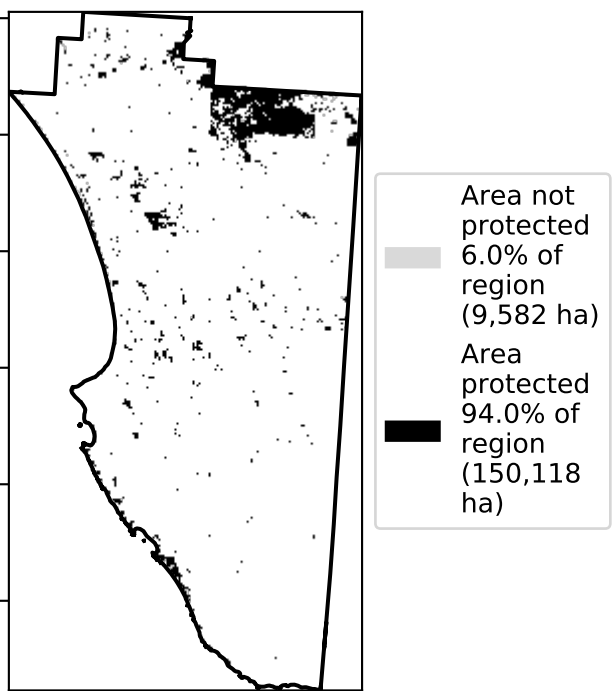 Area not
protected
6.0% of
region
(9,582 ha)
Area
protected
94.0% of
region
(150,118
ha)